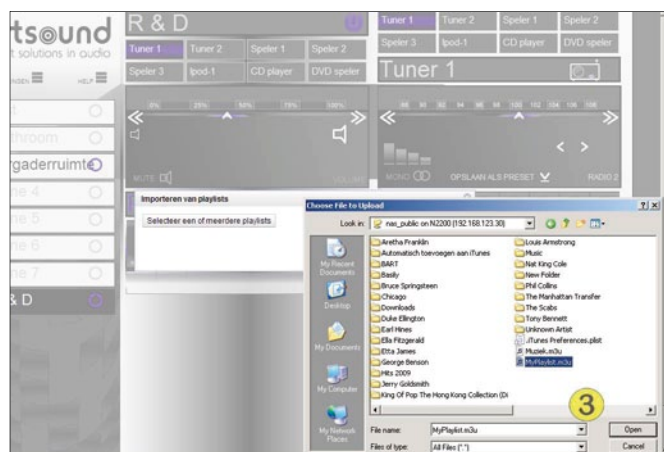 R & D
tsound
t solutions in audio
Tuner 1 Tuner 2 Speler 1 Speler 2
Speler 3 Ipod-1 CD player DVD speler
Tuner 1 Tuner 2 Speler 1 Speler 2
Speler 3 Ipod-1 CD player DVD speler
Tuner 1
HELP
0% 25% 50% 75% 100%
MUTE
VOLUME
MONO
OPSLAAN ALS PRESET
RADIO 2
throom
rgaderruimte
ne 4
ne 5
ne 6
ne 7
& D
Importeren van playlists
Selecteer een of meerdere playlists
Choose File to Upload
Look in: nas_public on N2200 (192.168.123.30)
My Recent Documents
Desktop
My Documents
My Computer
My Network Places
Aretha Franklin
Automatisch toevoegen aan iTunes
BART
Basily
Bruce Springsteen
Chicago
Downloads
Duke Ellington
Earl Hines
Ella Fitzgerald
Etta James
George Benson
Hits 2009
Jerry Goldsmith
King Of Pop The Hong Kong Collection (Di
Louis Armstrong
Music
Nat King Cole
New Folder
Phil Collins
The Manhattan Transfer
The Scabs
Tony Bennett
Unknown Artist
.iTunes Preferences.plist
Muziek.m3u
MyPlaylist.m3u
3
File name: MyPlaylist.m3u Open
Files of type: All Files (*.*) Cancel